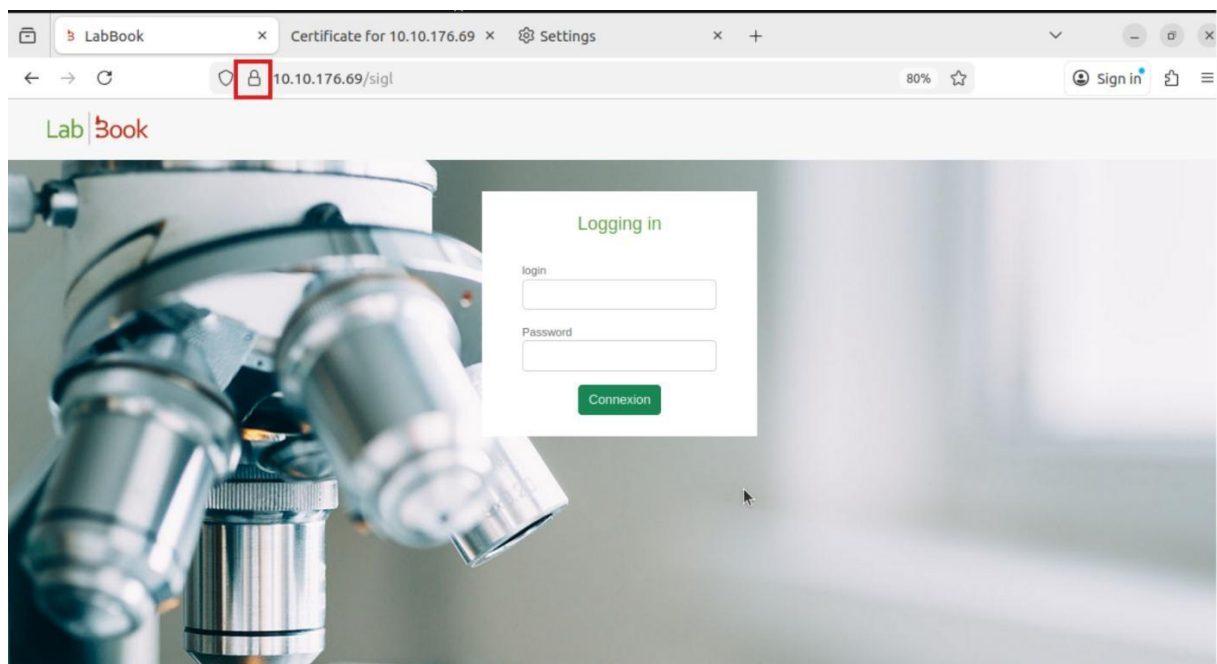 LabBook
Certificate for 10.10.176.69
Settings
10.10.176.69/sigl
80%
Sign in
Lab Book
Logging in
login
Password
Connexion